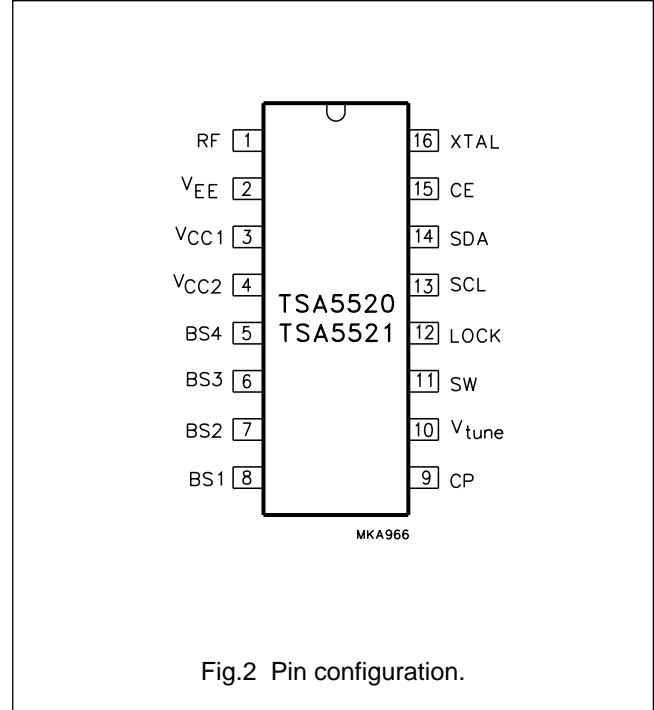 RF 1
VEE 2
VCC1 3
VCC2 4
BS4 5
BS3 6
BS2 7
BS1 8
TSA5520
TSA5521
16 XTAL
15 CE
14 SDA
13 SCL
12 LOCK
11 SW
10 Vtune
9 CP
MKA966
Fig.2 Pin configuration.